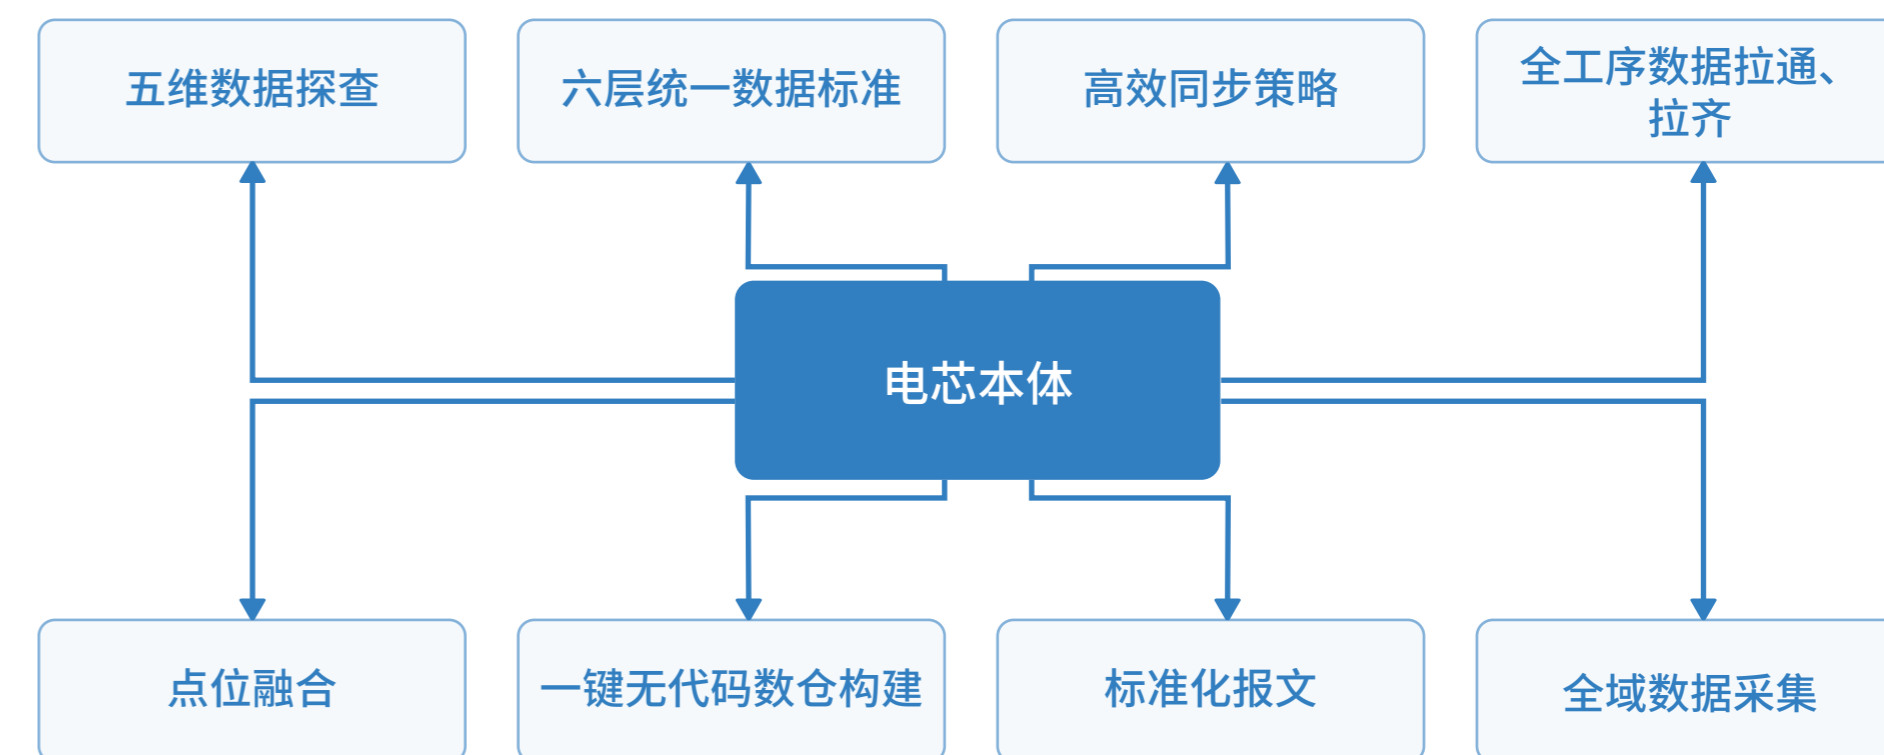 五维数据探查
六层统一数据标准
高效同步策略
全工序数据拉通、
拉齐
电芯本体
点位融合
一键无代码数仓构建
标准化报文
全域数据采集